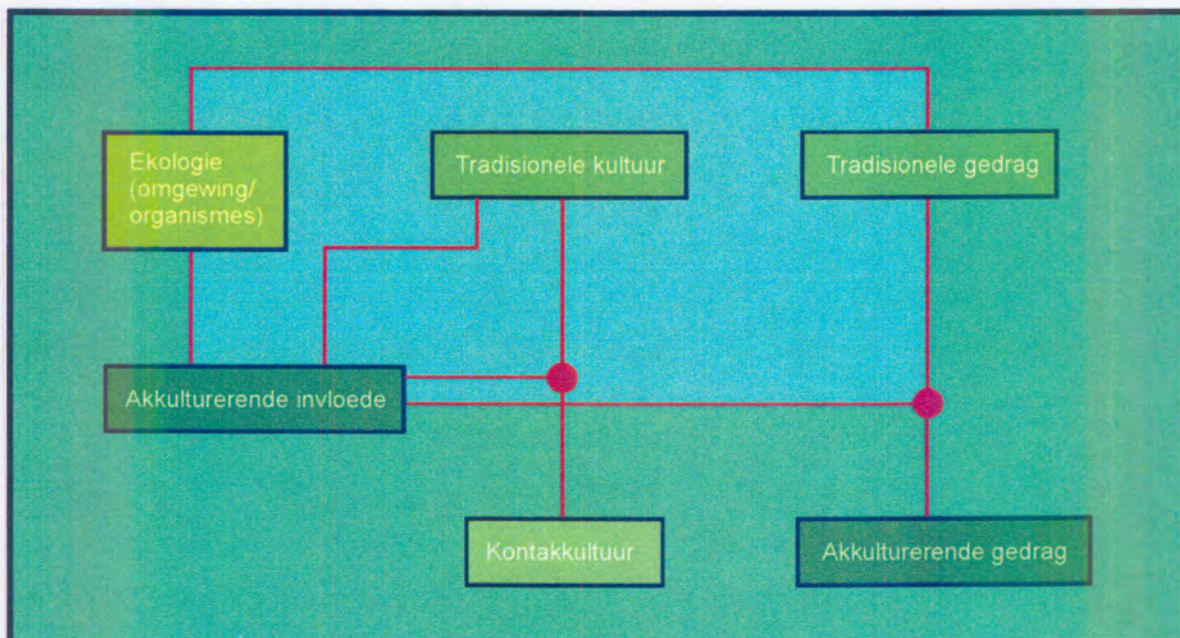 Ekologie
(omgewing/
organismes)
Tradisionele kultuur
Tradisionele gedrag
Akkulturerende invloede
Kontakkultuur
Akkulturerende gedrag